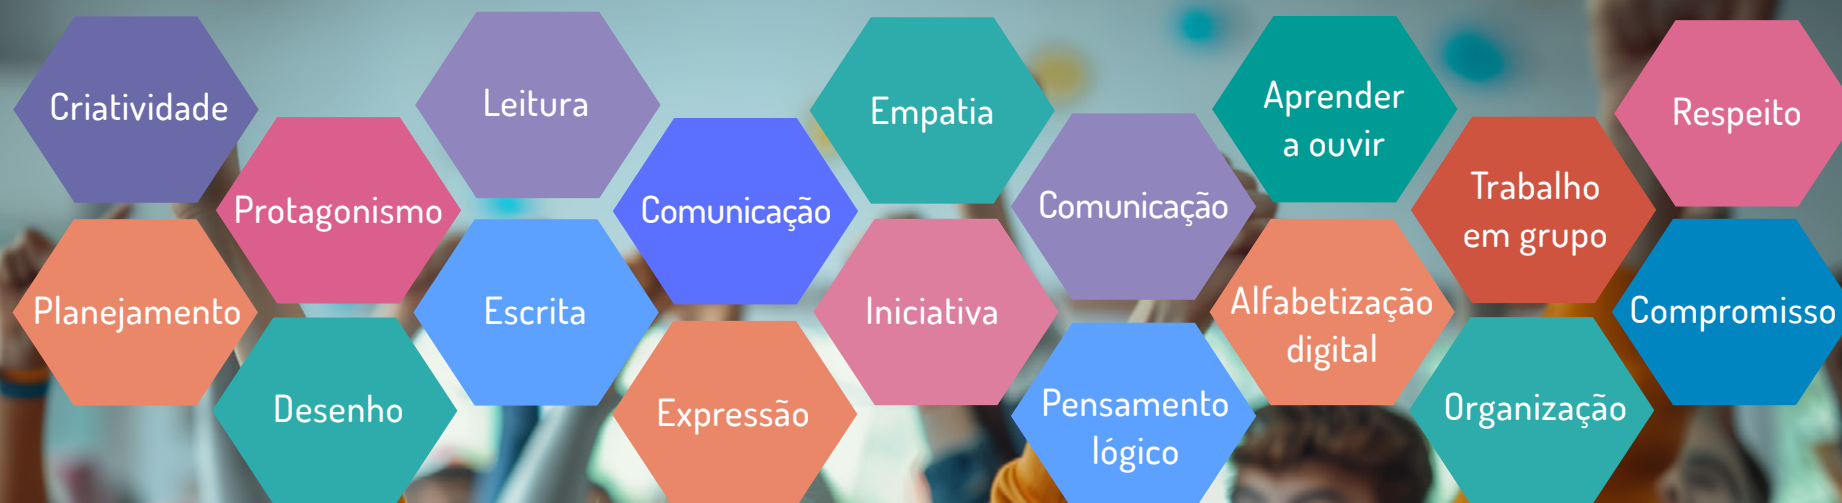 Criatividade
Leitura
Empatia
Aprender
a ouvir
Respeito
Protagonismo
Comunicação
Comunicação
Trabalho
em grupo
Planejamento
Escrita
Iniciativa
Alfabetização
digital
Compromisso
Desenho
Expressão
Pensamento
lógico
Organização